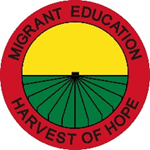 MIGRANT EDUCATION
HARVEST OF HOPE